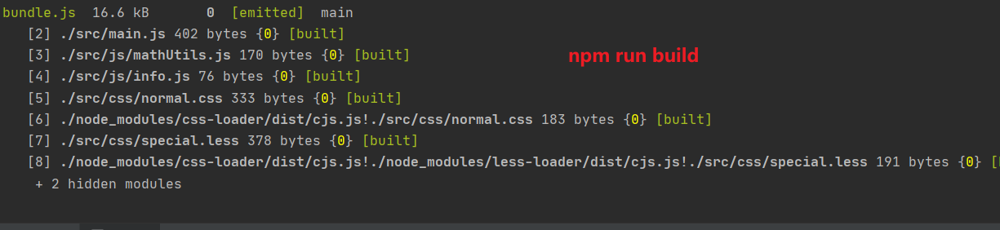 bundle.js 16.6 kB 0 [emitted] main
[2] ./src/main.js 402 bytes {0} [built]
[3] ./src/js/mathUtils.js 170 bytes {0} [built]
npm run build
[4] ./src/js/info.js 76 bytes {0} [built]
[5] ./src/css/normal.css 333 bytes {0} [built]
[6] ./node_modules/css-loader/dist/cjs.js!./src/css/normal.css 183 bytes {0} [built]
[7] ./src/css/special.less 378 bytes {0} [built]
[8] ./node_modules/css-loader/dist/cjs.js!./node_modules/less-loader/dist/cjs.js!./src/css/special.less 191 bytes {0} [
+ 2 hidden modules